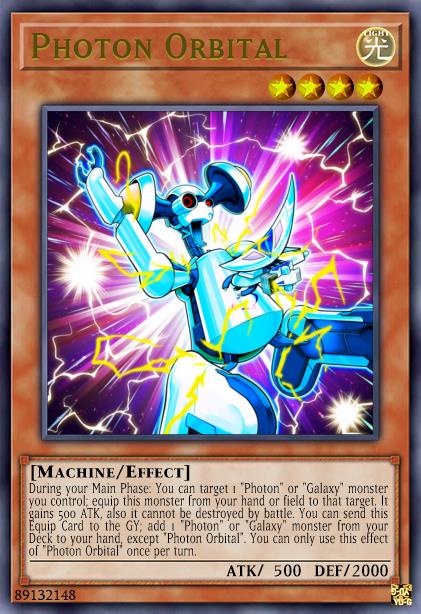 PHOTON ORBITAL
LIGHT
光
[MACHINE/EFFECT]
During your Main Phase: You can target 1 "Photon" or "Galaxy" monster
you control; equip this monster from your hand or field to that target. It
gains 500 ATK, also it cannot be destroyed by battle. You can send this
Equip Card to the GY; add 1 "Photon" or "Galaxy" monster from your
Deck to your hand, except "Photon Orbital". You can only use this effect
of "Photon Orbital" once per turn.
ATK/ 500 DEF/2000
89132148